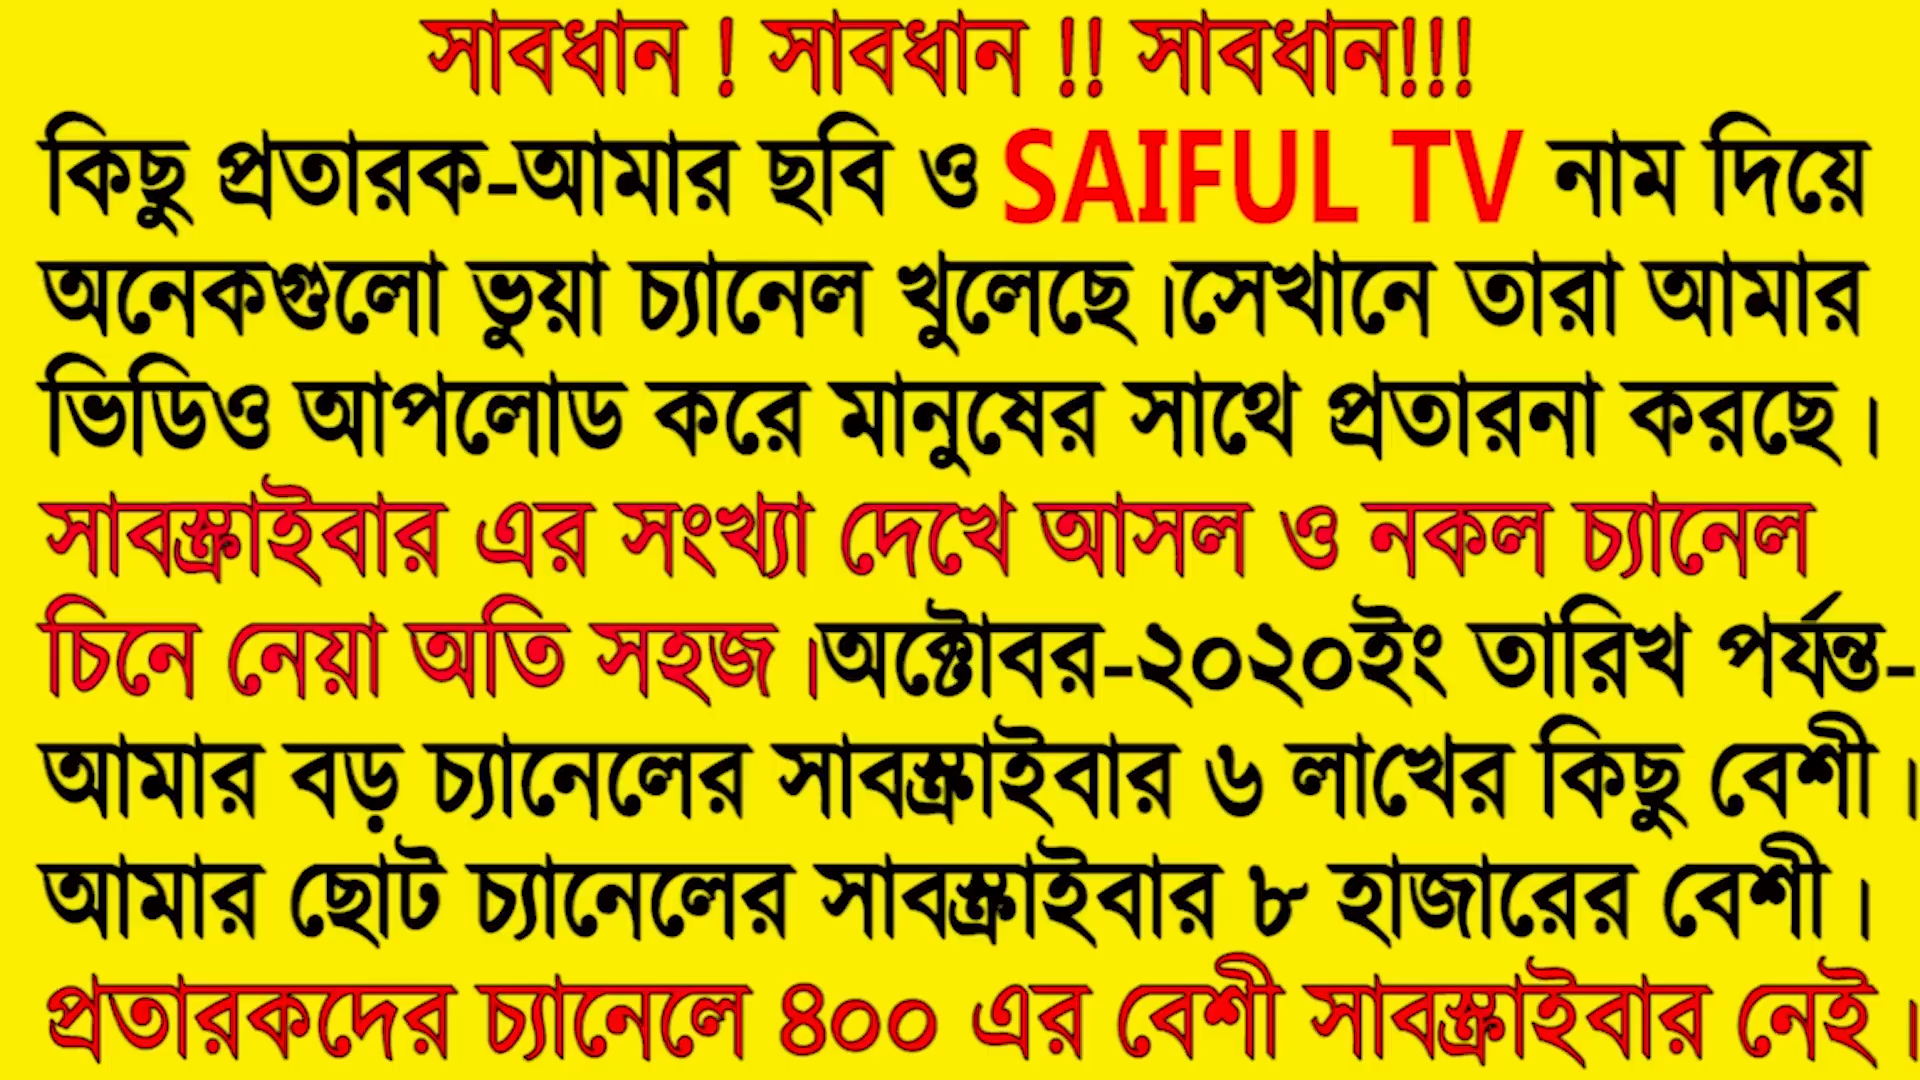 সাবধান ! সাবধান !! সাবধান!!!
কিছু প্রতারক-আমার ছবি ও SAIFUL TV নাম দিয়ে
অনেকগুলো ভুয়া চ্যানেল খুলেছে।সেখানে তারা আমার
ভিডিও আপলোড করে মানুষের সাথে প্রতারনা করছে।
সাবস্ক্রাইবার এর সংখ্যা দেখে আসল ও নকল চ্যানেল
চিনে নেয়া অতি সহজ।অক্টোবর-২০২০ইং তারিখ পর্যন্ত-
আমার বড় চ্যানেলের সাবস্ক্রাইবার ৬ লাখের কিছু বেশী।
আমার ছোট চ্যানেলের সাবস্ক্রাইবার ৮ হাজারের বেশী।
প্রতারকদের চ্যানেলে ৪০০ এর বেশী সাবস্ক্রাইবার নেই।